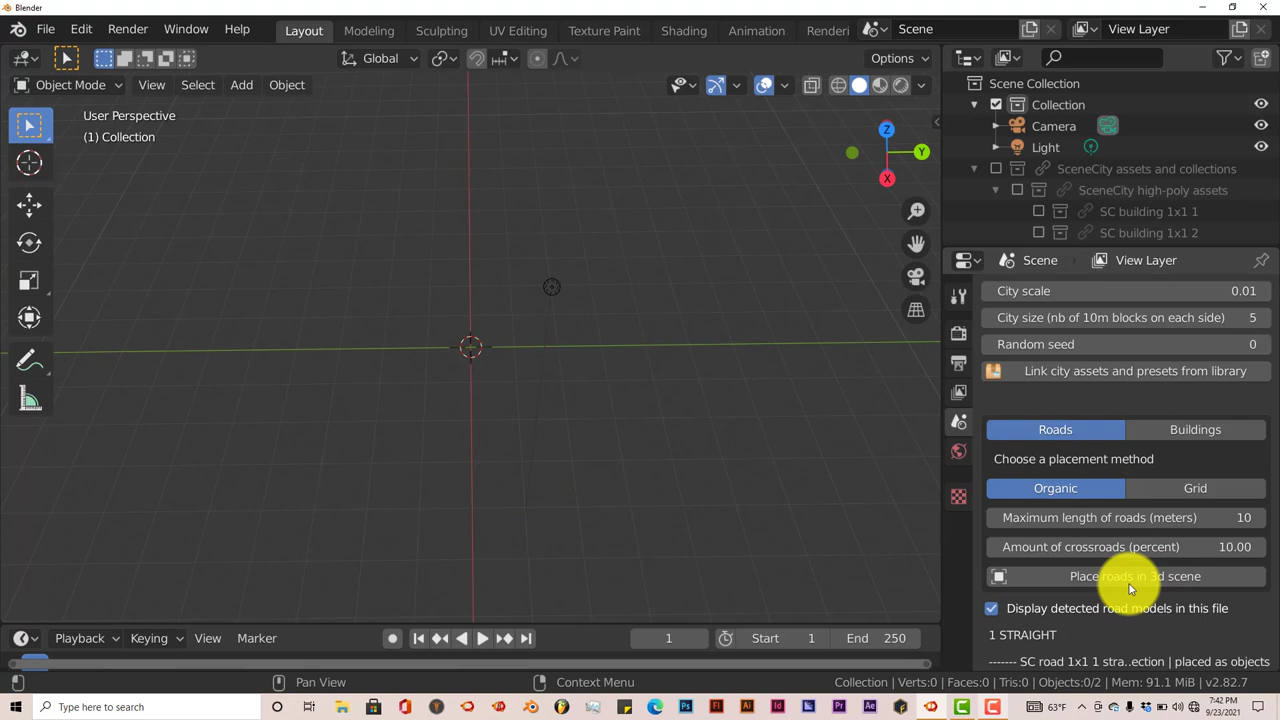 Blender
File Edit Render Window Help Layout Modeling Sculpting UV Editing Texture Paint Shading Animation Renderi Scene View Layer
Global Options
Object Mode View Select Add Object
User Perspective
(1) Collection
Z
Y
X
Scene Collection
Collection
Camera
Light
SceneCity assets and collections
SceneCity high-poly assets
SC building 1x1 1
SC building 1x1 2
Scene View Layer
City scale 0.01
City size (nb of 10m blocks on each side) 5
Random seed 0
Link city assets and presets from library
Roads Buildings
Choose a placement method
Organic Grid
Maximum length of roads (meters) 10
Amount of crossroads (percent) 10.00
Place roads in 3d scene
Display detected road models in this file
1 STRAIGHT
------- SC road 1x1 1 stra..ection | placed as objects
Playback Keying View Marker 1 Start 1 End 250
Pan View Context Menu Collection | Verts:0 | Faces:0 | Tris:0 | Objects:0/2 | Mem: 91.1 MiB | v2.82.7
Type here to search
63°F
7:42 PM
9/23/2021